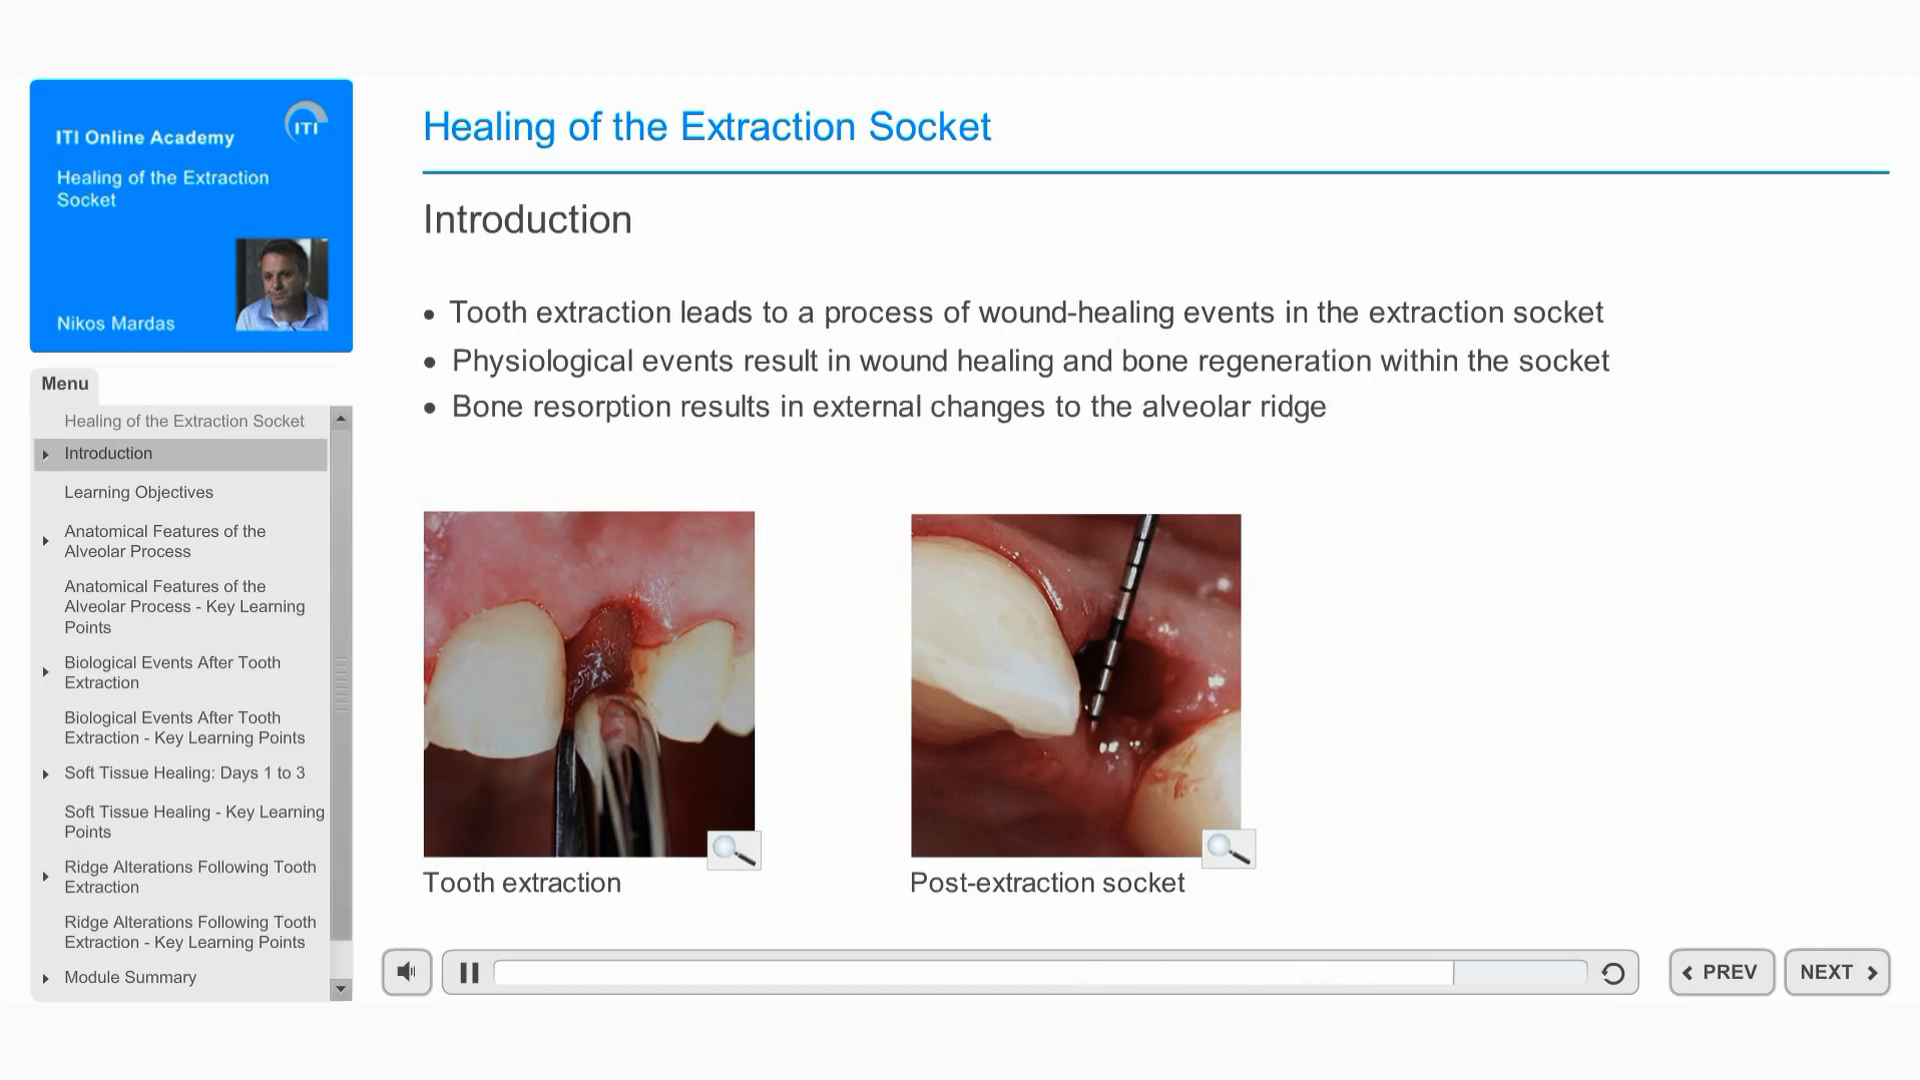 ITI Online Academy
ITI
Healing of the Extraction
Socket
Nikos Mardas
Menu
Healing of the Extraction Socket
Introduction
Learning Objectives
Anatomical Features of the
Alveolar Process
Anatomical Features of the
Alveolar Process - Key Learning
Points
Biological Events After Tooth
Extraction
Biological Events After Tooth
Extraction - Key Learning Points
Soft Tissue Healing: Days 1 to 3
Soft Tissue Healing - Key Learning
Points
Ridge Alterations Following Tooth
Extraction
Ridge Alterations Following Tooth
Extraction - Key Learning Points
Module Summary
Healing of the Extraction Socket
Introduction
• Tooth extraction leads to a process of wound-healing events in the extraction socket
• Physiological events result in wound healing and bone regeneration within the socket
• Bone resorption results in external changes to the alveolar ridge
Tooth extraction
Post-extraction socket
PREV
NEXT